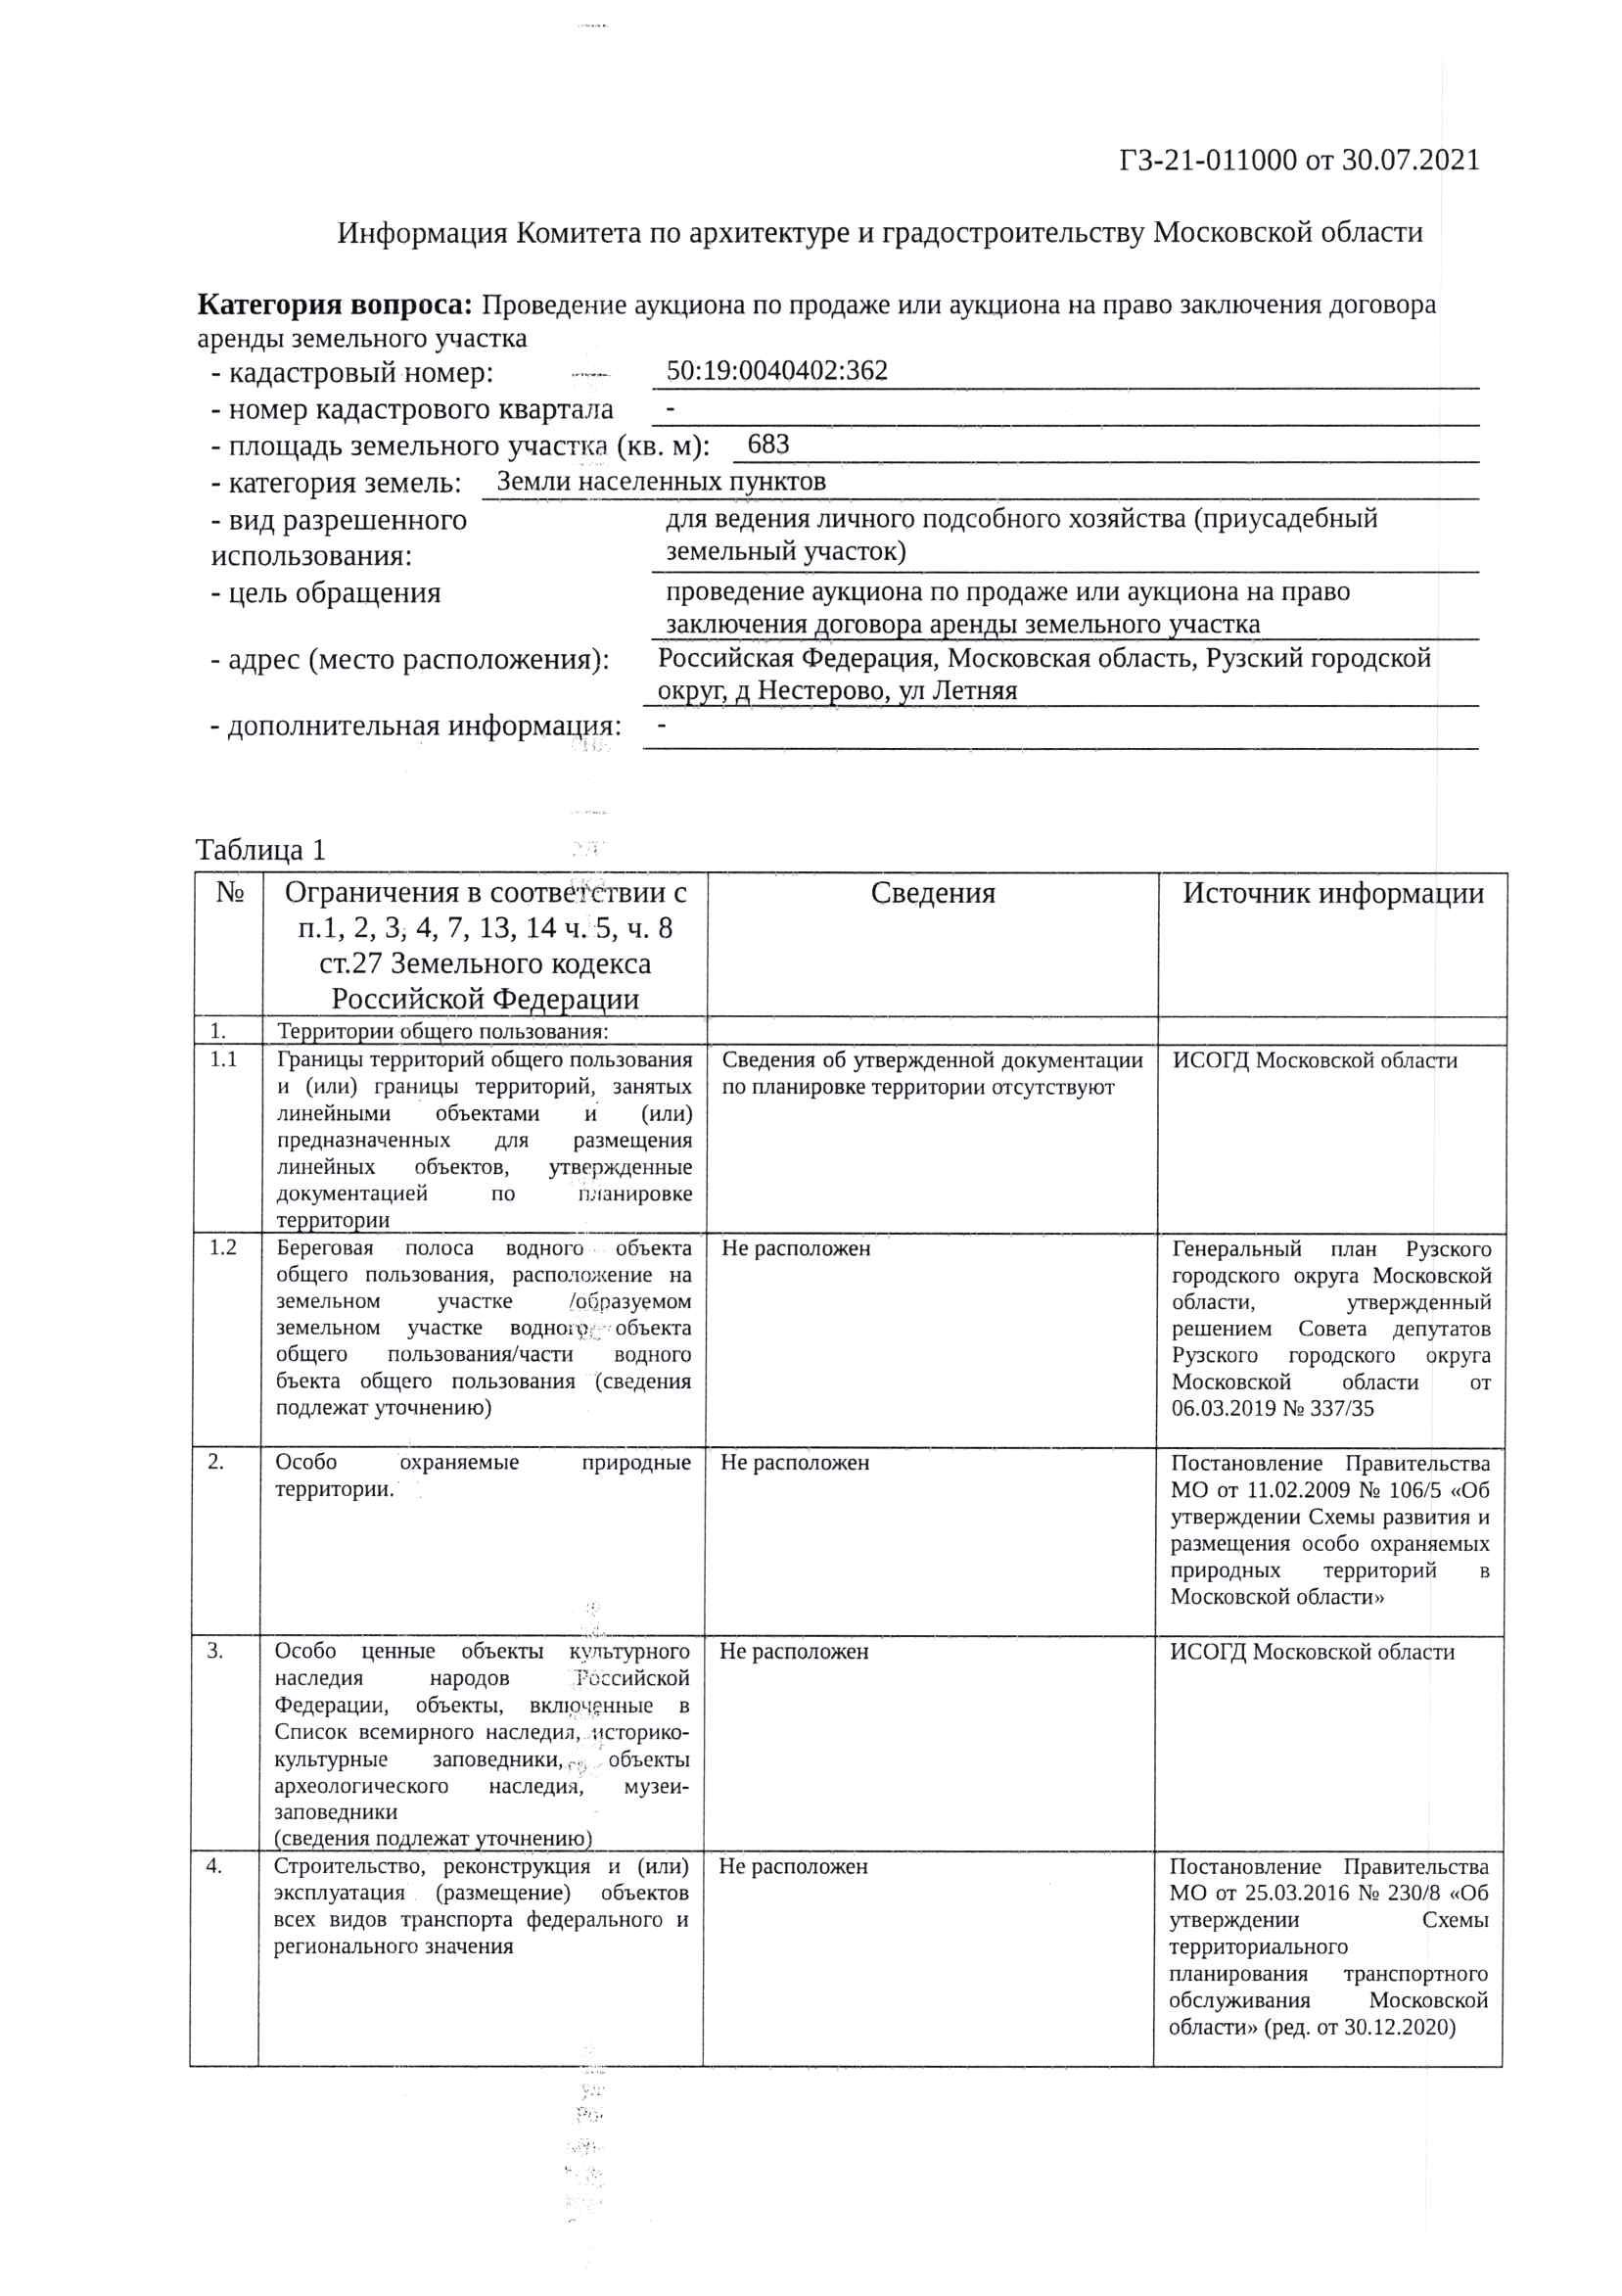 ГЗ-21-011000 от 30.07.2021
Информация Комитета по архитектуре и градостроительству Московской области
Категория вопроса: Проведение аукциона по продаже или аукциона на право заключения договора
аренды земельного участка
- кадастровый номер: 50:19:0040402:362
- номер кадастрового квартала -
- площадь земельного участка (кв. м): 683
- категория земель: Земли населенных пунктов
- вид разрешенного
использования:
для ведения личного подсобного хозяйства (приусадебный
земельный участок)
- цель обращения
проведение аукциона по продаже или аукциона на право
заключения договора аренды земельного участка
- адрес (место расположения):
Российская Федерация, Московская область, Рузский городской
округ, д Нестерово, ул Летняя
- дополнительная информация: -
Таблица 1
№
Ограничения в соответствии с
п.1, 2, 3, 4, 7, 13, 14 ч. 5, ч. 8
ст.27 Земельного кодекса
Российской Федерации
Сведения
Источник информации
1.
Территории общего пользования:
1.1
Границы территорий общего пользования
и (или) границы территорий, занятых
линейными объектами и (или)
предназначенных для размещения
линейных объектов, утвержденные
документацией по планировке
территории
Сведения об утвержденной документации
по планировке территории отсутствуют
ИСОГД Московской области
1.2
Береговая полоса водного объекта
общего пользования, расположение на
земельном участке /образуемом
земельном участке водного объекта
общего пользования/части водного
бъекта общего пользования (сведения
подлежат уточнению)
Не расположен
Генеральный план Рузского
городского округа Московской
области, утвержденный
решением Совета депутатов
Рузского городского округа
Московской области от
06.03.2019 № 337/35
2.
Особо охраняемые природные
территории.
Не расположен
Постановление Правительства
МО от 11.02.2009 № 106/5 «Об
утверждении Схемы развития и
размещения особо охраняемых
природных территорий в
Московской области»
3.
Особо ценные объекты культурного
наследия народов Российской
Федерации, объекты, включенные в
Список всемирного наследия, историко-
культурные заповедники, объекты
археологического наследия, музеи-
заповедники
(сведения подлежат уточнению)
Не расположен
ИСОГД Московской области
4.
Строительство, реконструкция и (или)
эксплуатация (размещение) объектов
всех видов транспорта федерального и
регионального значения
Не расположен
Постановление Правительства
МО от 25.03.2016 № 230/8 «Об
утверждении Схемы
территориального
планирования транспортного
обслуживания Московской
области» (ред. от 30.12.2020)